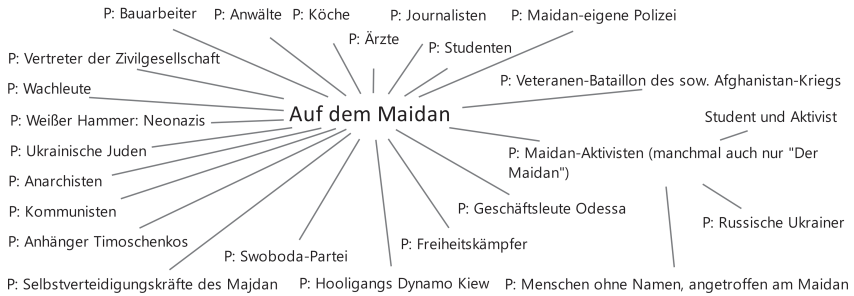 P: Bauarbeiter
P: Anwälte
P: Köche
P: Journalisten
P: Maidan-eigene Polizei
P: Ärzte
P: Studenten
P: Vertreter der Zivilgesellschaft
P: Veteranen-Bataillon des sow. Afghanistan-Kriegs
P: Wachleute
Auf dem Maidan
Student und Aktivist
P: Weißer Hammer: Neonazis
P: Ukrainische Juden
P: Maidan-Aktivisten (manchmal auch nur "Der
Maidan")
P: Anarchisten
P: Kommunisten
P: Geschäftsleute Odessa
P: Russische Ukrainer
P: Anhänger Timoschenkos
P: Freiheitskämpfer
P: Swoboda-Partei
P: Selbstverteidigungskräfte des Majdan
P: Hooligangs Dynamo Kiew
P: Menschen ohne Namen, angetroffen am Maidan